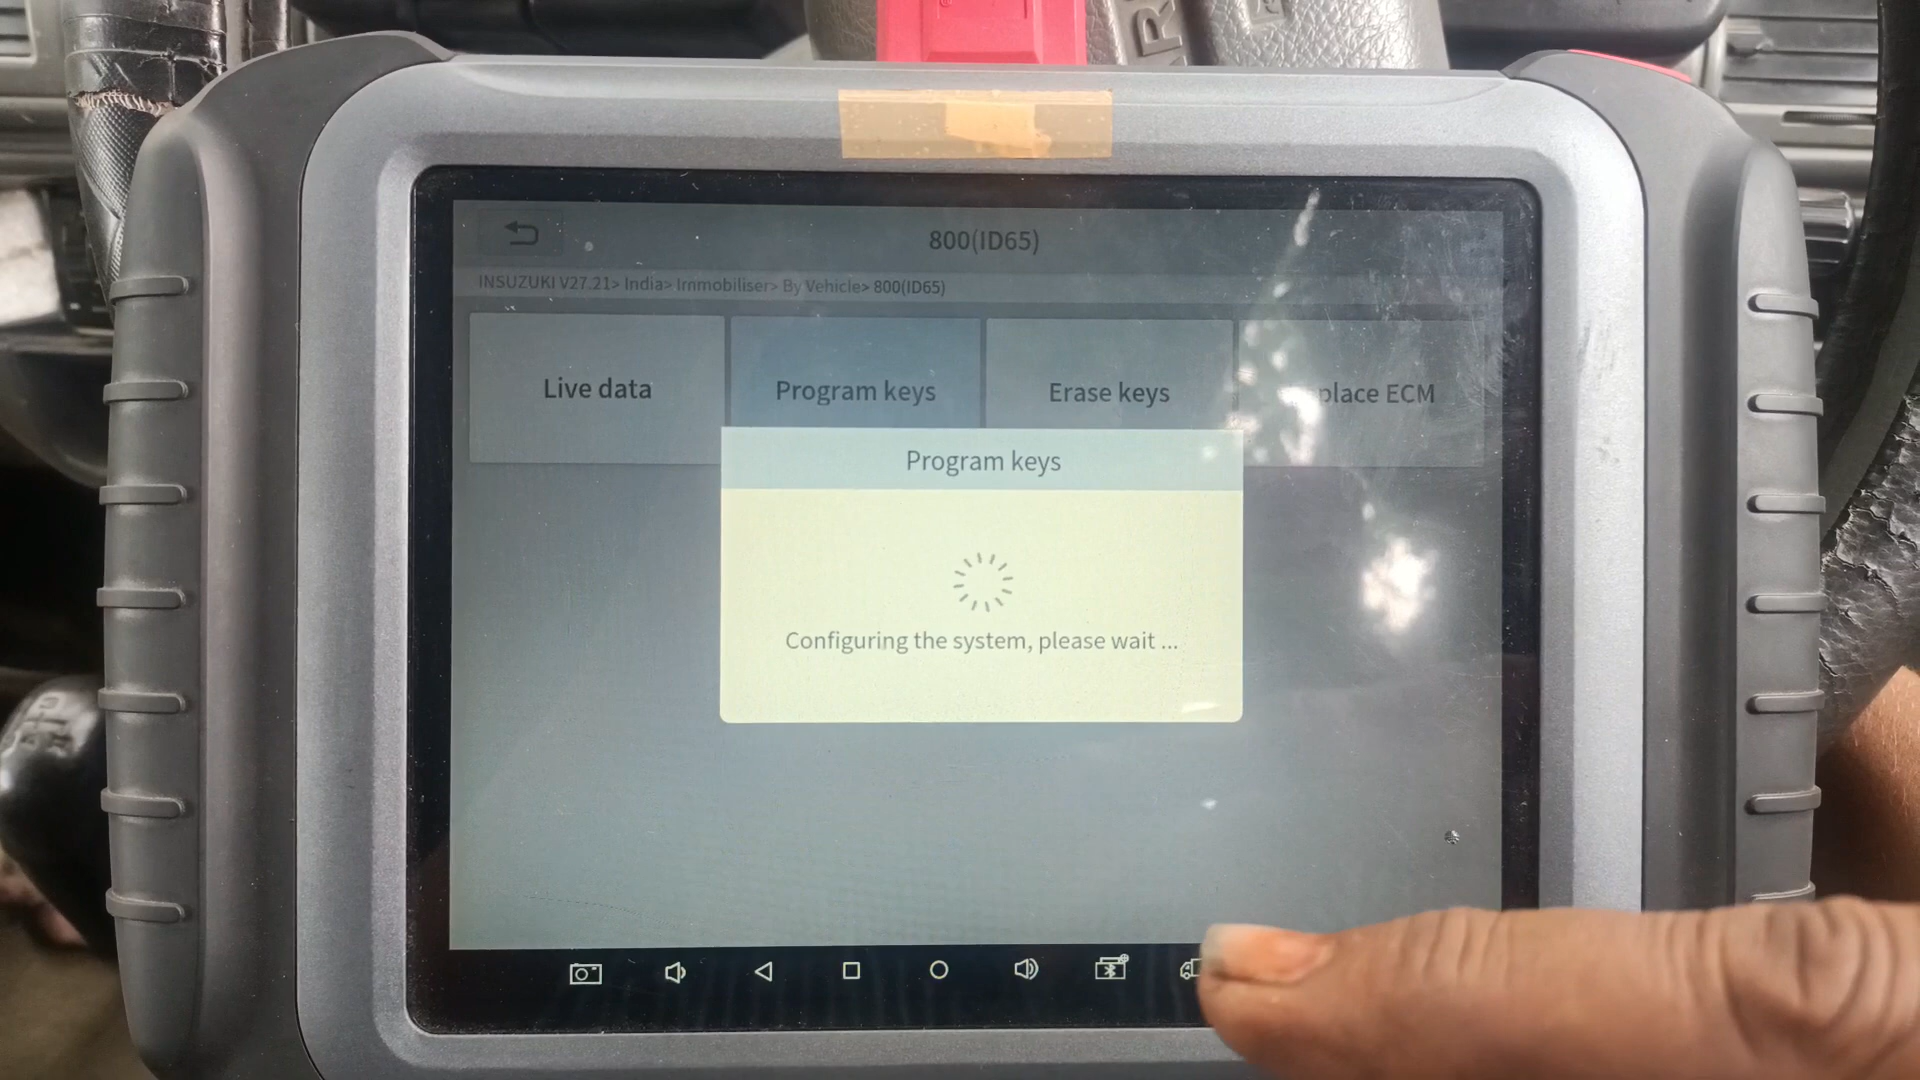 800(ID65)
INSUZUKI V27.21> India> Immobiliser> By Vehicle> 800(ID65)
Live data
Program keys
Erase keys
place ECM
Program keys
Configuring the system, please wait ...